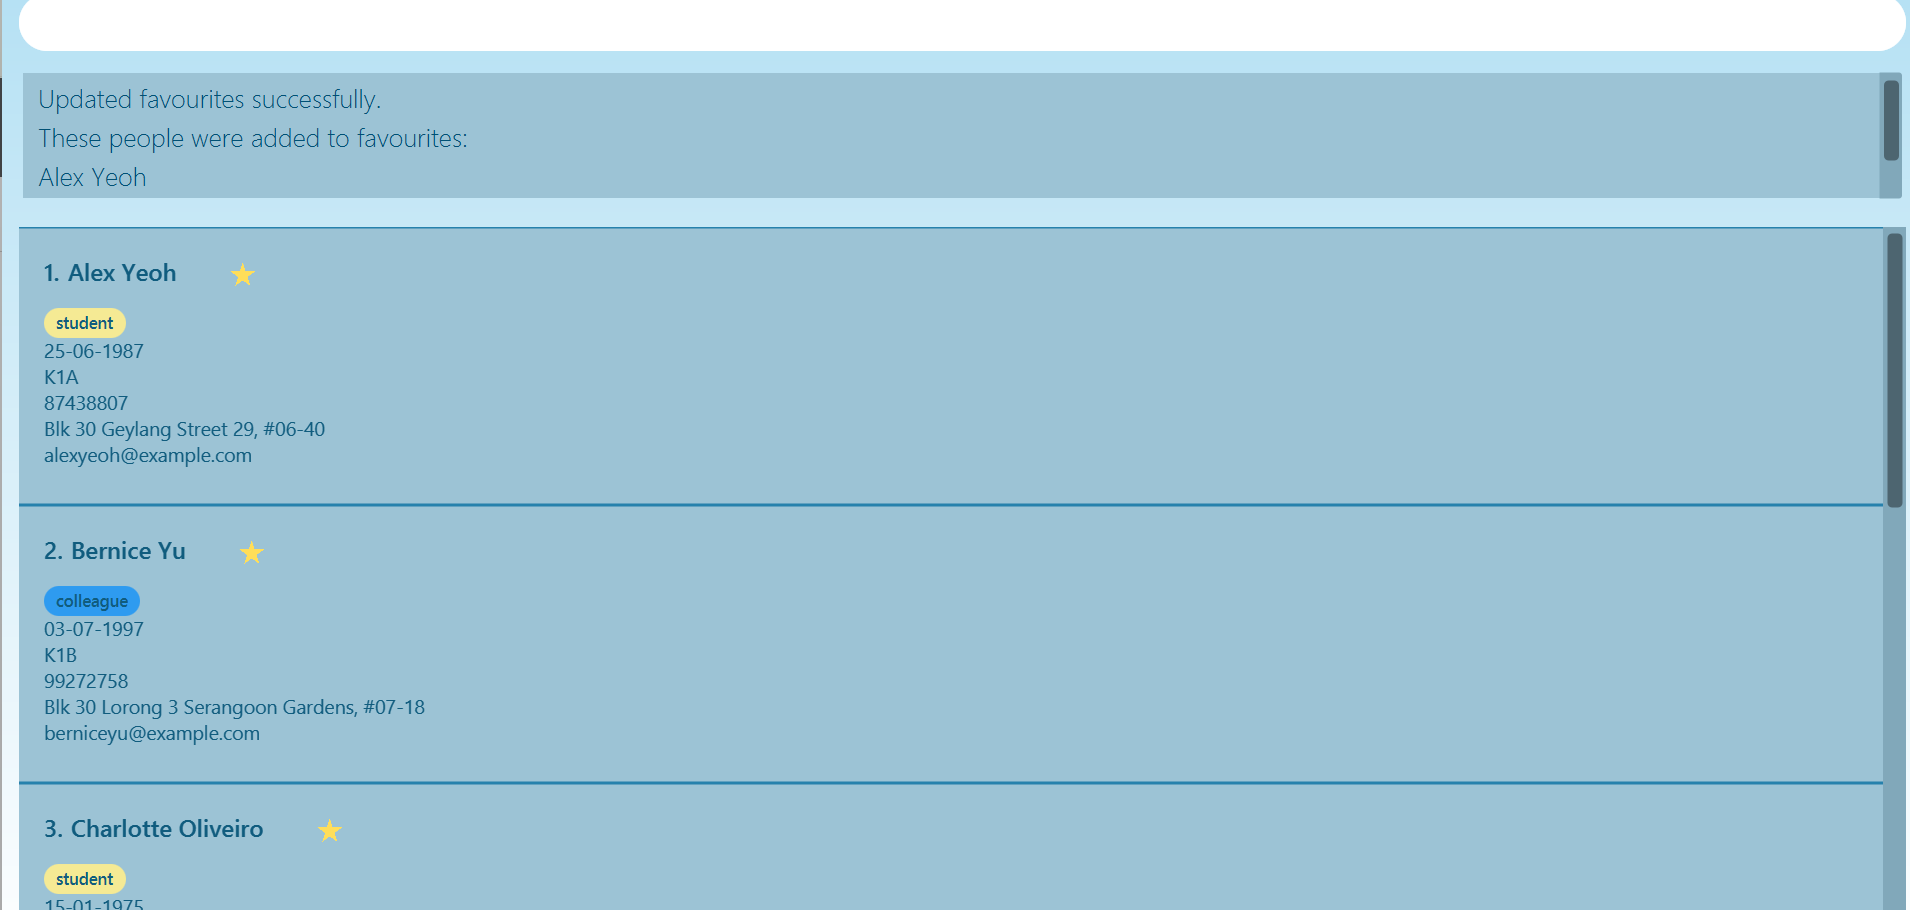 Updated favourites successfully.
These people were added to favourites:
Alex Yeoh
1. Alex Yeoh
student
25-06-1987
K1A
87438807
Blk 30 Geylang Street 29, #06-40
alexyeoh@example.com
2. Bernice Yu
colleague
03-07-1997
K1B
99272758
Blk 30 Lorong 3 Serangoon Gardens, #07-18
berniceyu@example.com
3. Charlotte Oliveiro
student
15-01-1975